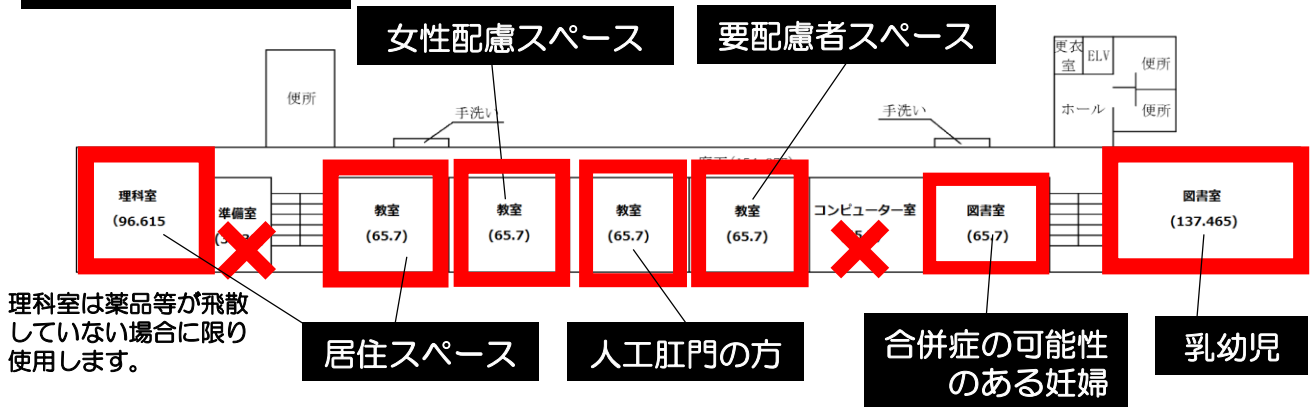 女性配慮スペース
要配慮者スペース
便所
手洗い
手洗い
更衣
室
ELV
便所
ホール
便所
理科室
(96.615
準備室
教室
(65.7)
教室
(65.7)
教室
(65.7)
教室
(65.7)
コンピューター室
図書室
(65.7)
図書室
(137.465)
理科室は薬品等が飛散
していない場合に限り
使用します。
居住スペース
人工肛門の方
合併症の可能性
のある妊婦
乳幼児